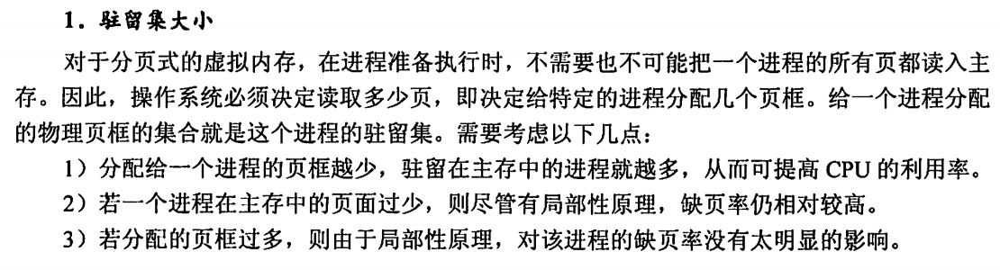 1．驻留集大小
对于分页式的虚拟内存，在进程准备执行时，不需要也不可能把一个进程的所有页都读入主
存。因此，操作系统必须决定读取多少页，即决定给特定的进程分配几个页框。给一个进程分配
的物理页框的集合就是这个进程的驻留集。需要考虑以下几点：
1）分配给一个进程的页框越少，驻留在主存中的进程就越多，从而可提高 CPU 的利用率。
2）若一个进程在主存中的页面过少，则尽管有局部性原理，缺页率仍相对较高。
3）若分配的页框过多，则由于局部性原理，对该进程的缺页率没有太明显的影响。